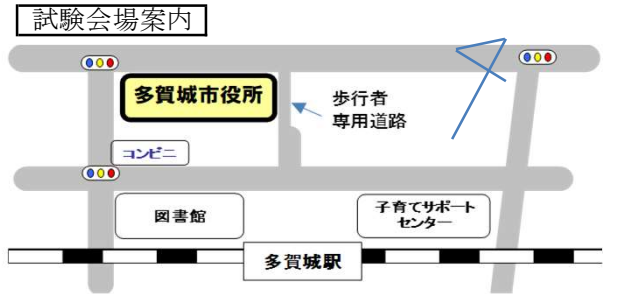 試験会場案内
多賀城市役所
歩行者
専用道路
コンビニ
図書館
子育てサポート
センター
多賀城駅